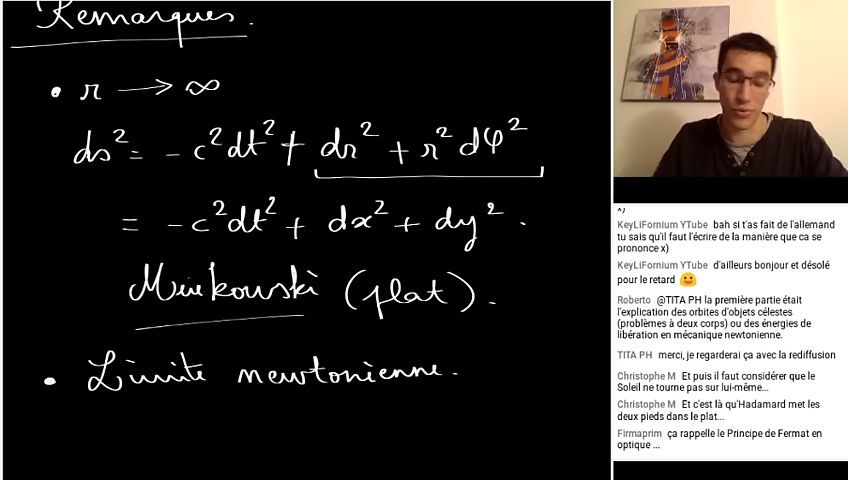 Remarques.
• r → ∞
ds² = - c²dt² + dr² + r²dφ²
= -c²dt² + dx² + dy².
Minkowski (plat).
• Limite newtonienne.
^)
KeyLIFornium YTube bah si t'as fait de l'allemand
tu sais qu'il faut l'écrire de la manière que ca se
prononce x)
KeyLIFornium YTube d'ailleurs bonjour et désolé
pour le retard 😀
Roberto @TITA PH la première partie était
l'explication des orbites d'objets célestes
(problèmes à deux corps) ou des énergies de
libération en mécanique newtonienne.
TITA PH merci, je regarderai ça avec la rediffusion
Christophe M Et puis il faut considérer que le
Soleil ne tourne pas sur lui-même...
Christophe M Et c'est là qu'Hadamard met les
deux pieds dans le plat...
Firmaprim ça rappelle le Principe de Fermat en
optique ...